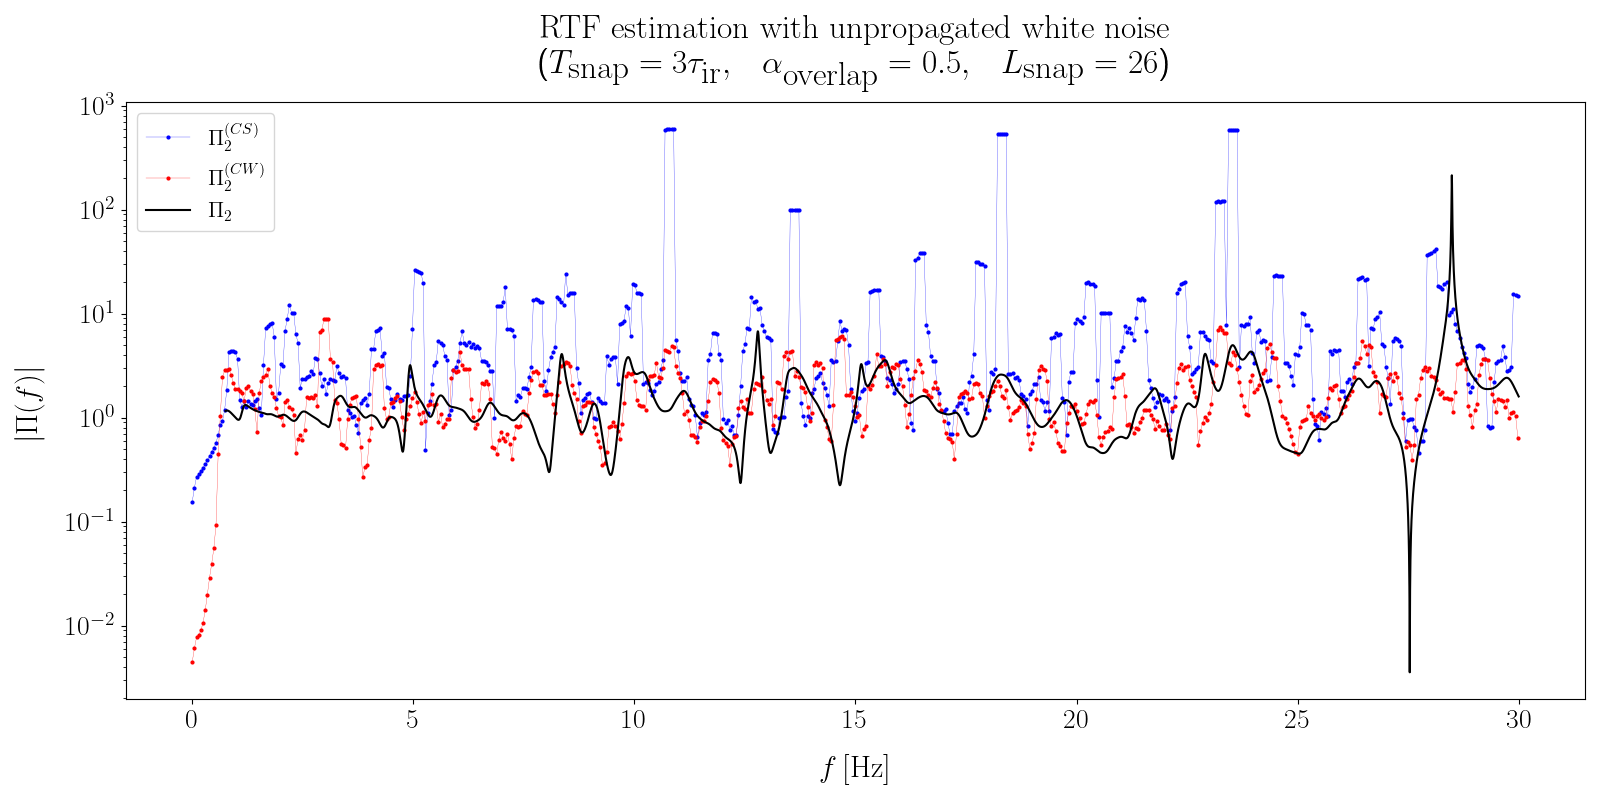 RTF estimation with unpropagated white noise
(T_snap = 3τ_ir, α_overlap = 0.5, L_snap = 26)
10^3
10^2
10^1
10^0
10^−1
10^−2
|Π(f)|
Π_2^(CS)
Π_2^(CW)
Π_2
0 5 10 15 20 25 30
f [Hz]